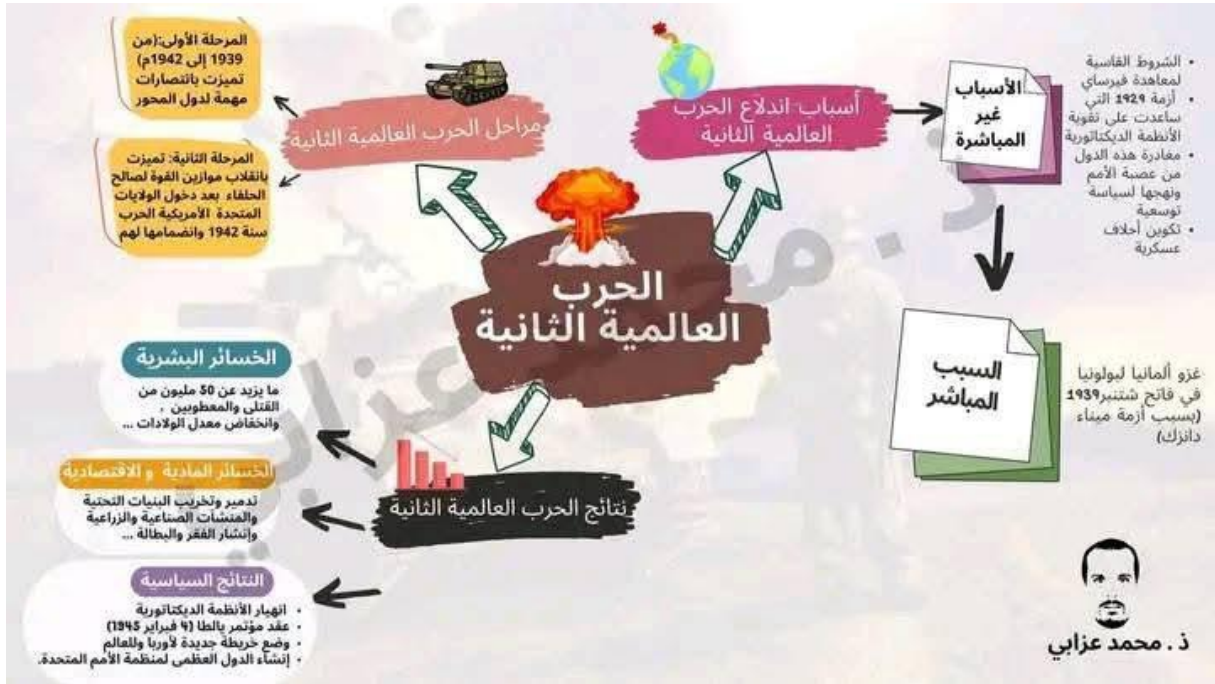 الحرب
العالمية الثانية
أسباب اندلاع الحرب
العالمية الثانية
الأسباب
غير
المباشرة
• الشروط القاسية
لمعاهدة فيرساي
• أزمة 1929 التي
ساعدت على تقوية
الأنظمة الديكتاتورية
• مغادرة هذه الدول
من عصبة الأمم
ونهجها لسياسة
توسعية
• تكوين أحلاف
عسكرية
السبب
المباشر
غزو ألمانيا لبولونيا
في فاتح شتنبر1939
(بسبب أزمة ميناء
دانزك)
مراحل الحرب العالمية الثانية
المرحلة الأولى:(من
1939 إلى 1942م)
تميزت بانتصارات
مهمة لدول المحور
المرحلة الثانية: تميزت
بانقلاب موازين القوة لصالح
الحلفاء بعد دخول الولايات
المتحدة الأمريكية الحرب
سنة 1942 وانضمامها لهم
نتائج الحرب العالمية الثانية
الخسائر البشرية
ما يزيد عن 50 مليون من
القتلى والمعطوبين ,
وانخفاض معدل الولادات ...
الخسائر المادية و الاقتصادية
تدمير وتخريب البنيات التحتية
والمنشآت الصناعية والزراعية
وإنتشار الفقر والبطالة ...
النتائج السياسية
• انهيار الأنظمة الديكتاتورية
• عقد مؤتمر يالطا (4 فبراير 1945)
• وضع خريطة جديدة لأوربا وللعالم
• إنشاء الدول العظمى لمنظمة الأمم المتحدة.
ذ . محمد عزابي
ذ . محمد عزابي